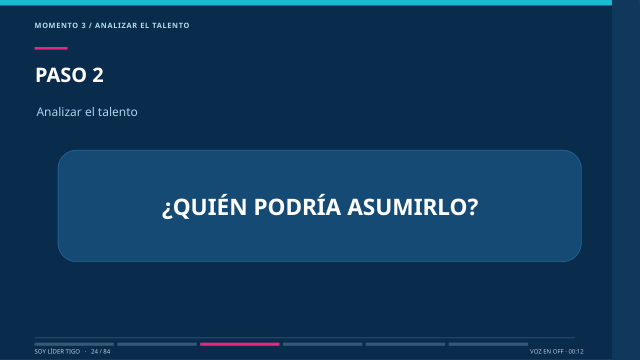 MOMENTO 3 / ANALIZAR EL TALENTO
PASO 2
Analizar el talento
¿QUIÉN PODRÍA ASUMIRLO?
SOY LÍDER TIGO · 24 / 84
VOZ EN OFF · 00:12